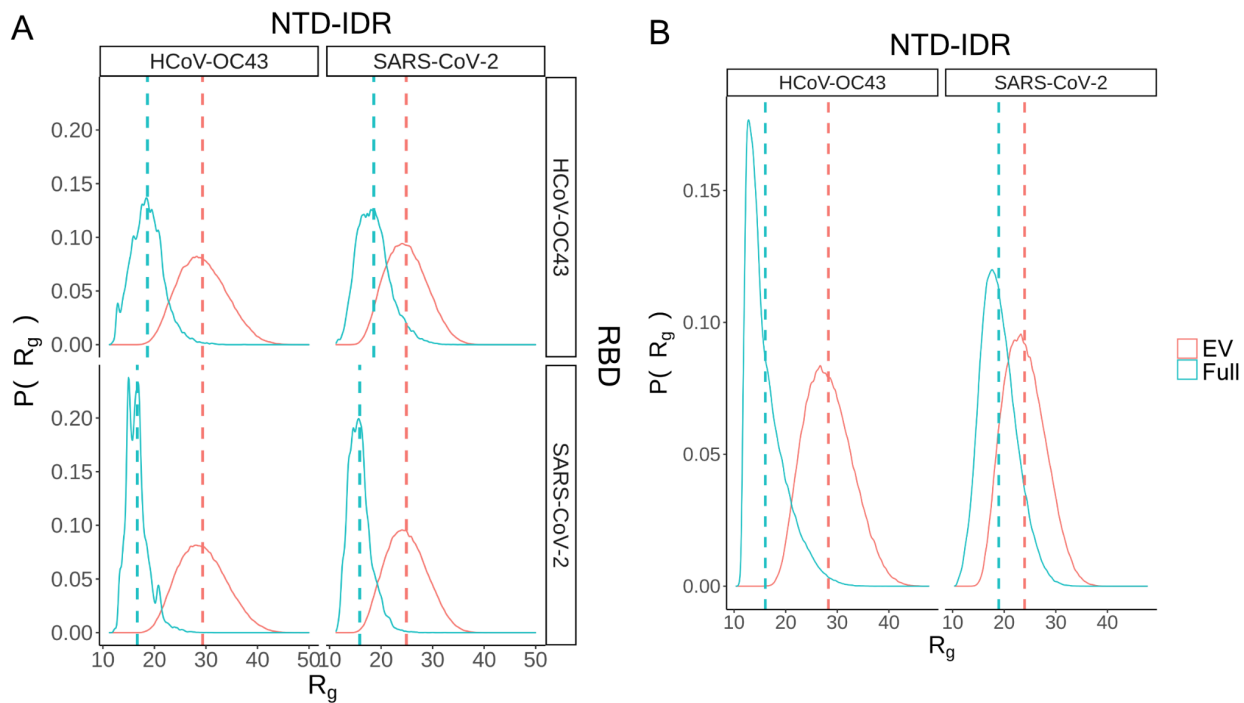 A
NTD-IDR
HCoV-OC43
SARS-CoV-2
0.20
0.15
0.10
0.05
0.00
HCoV-OC43
0.20
0.15
0.10
0.05
0.00
SARS-CoV-2
P( Rg )
RBD
10 20 30 40 50 10 20 30 40 50
Rg
B
NTD-IDR
HCoV-OC43
SARS-CoV-2
0.15
0.10
0.05
0.00
P( Rg )
10 20 30 40 10 20 30 40
Rg
EV
Full